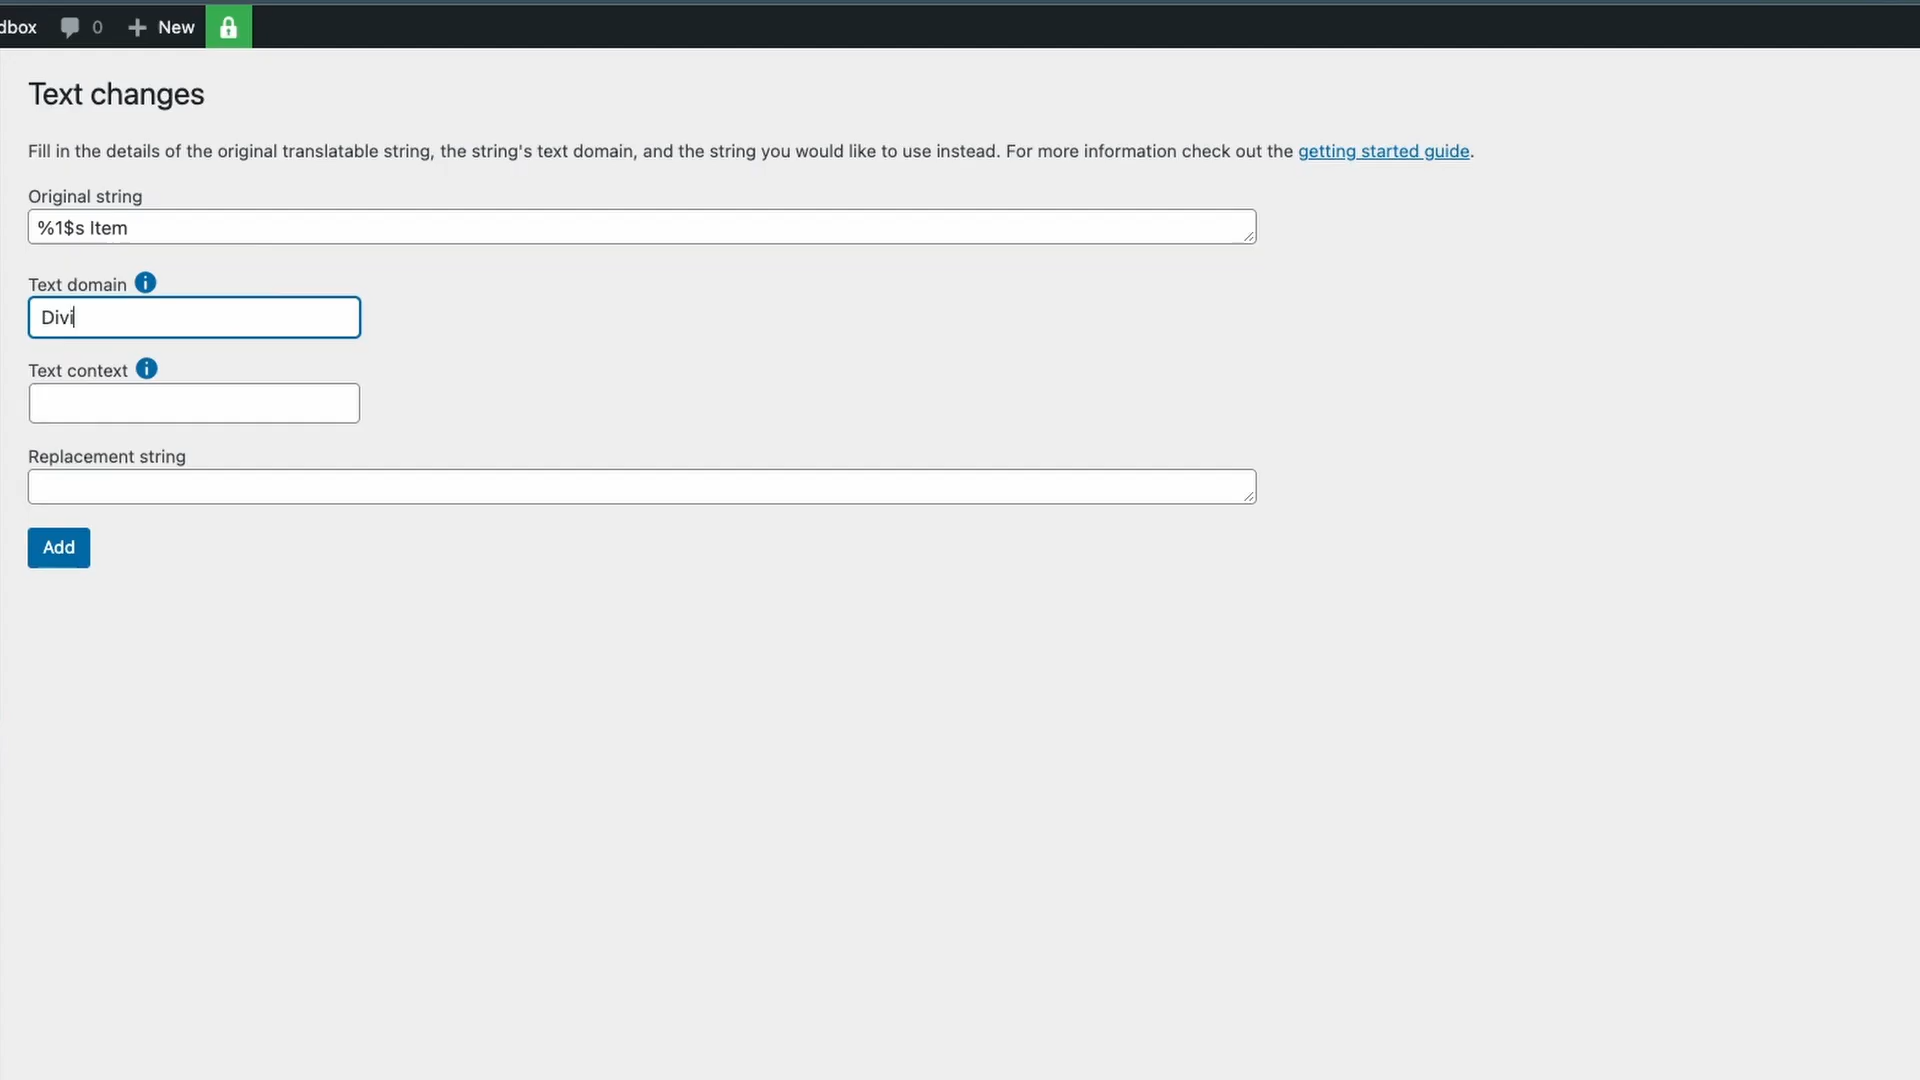 dbox 0 New
Text changes
Fill in the details of the original translatable string, the string's text domain, and the string you would like to use instead. For more information check out the getting started guide.
Original string
%1$s Item
Text domain
Divi
Text context
Replacement string
Add